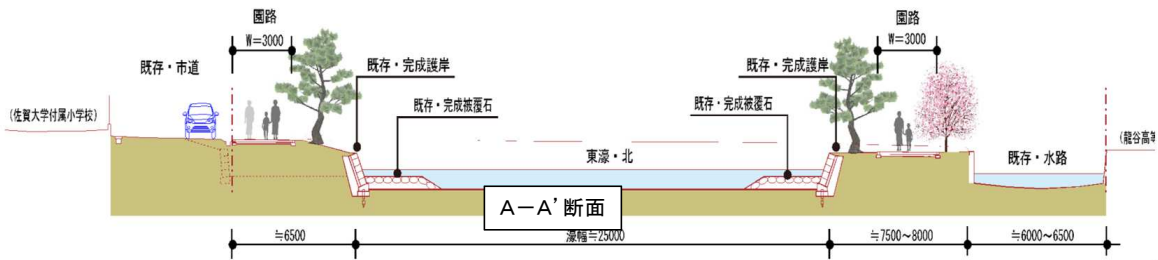 園路
W=3000
既存・市道
(佐賀大学付属小学校)
既存・完成護岸
既存・完成被覆石
園路
W=3000
既存・完成護岸
既存・完成被覆石
東濠・北
既存・水路
(龍谷高等
A-A'断面
≒6500
濠幅≒25000
≒7500~8000
≒6000~6500